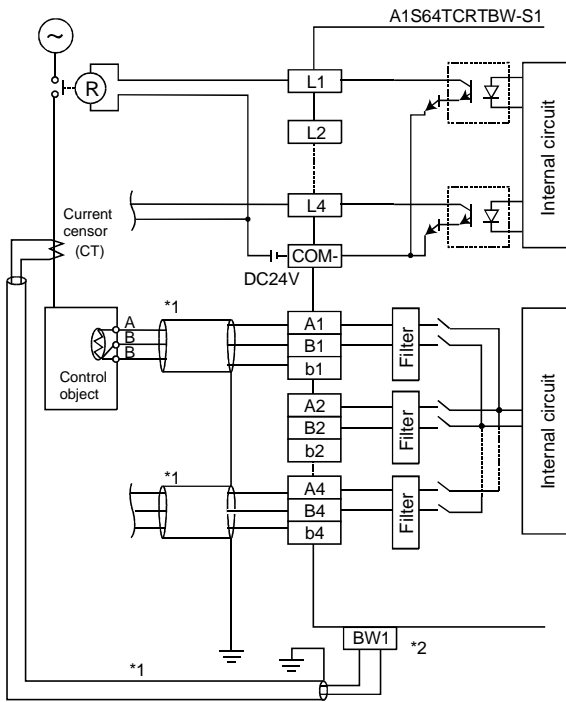 A1S64TCRTBW-S1
~
R
L1
L2
L4
COM-
DC24V
Internal circuit
Current
censor
(CT)
*1
A
B
B
Control
object
A1
B1
b1
Filter
A2
B2
b2
Filter
*1
A4
B4
b4
Filter
Internal circuit
BW1
*2
*1